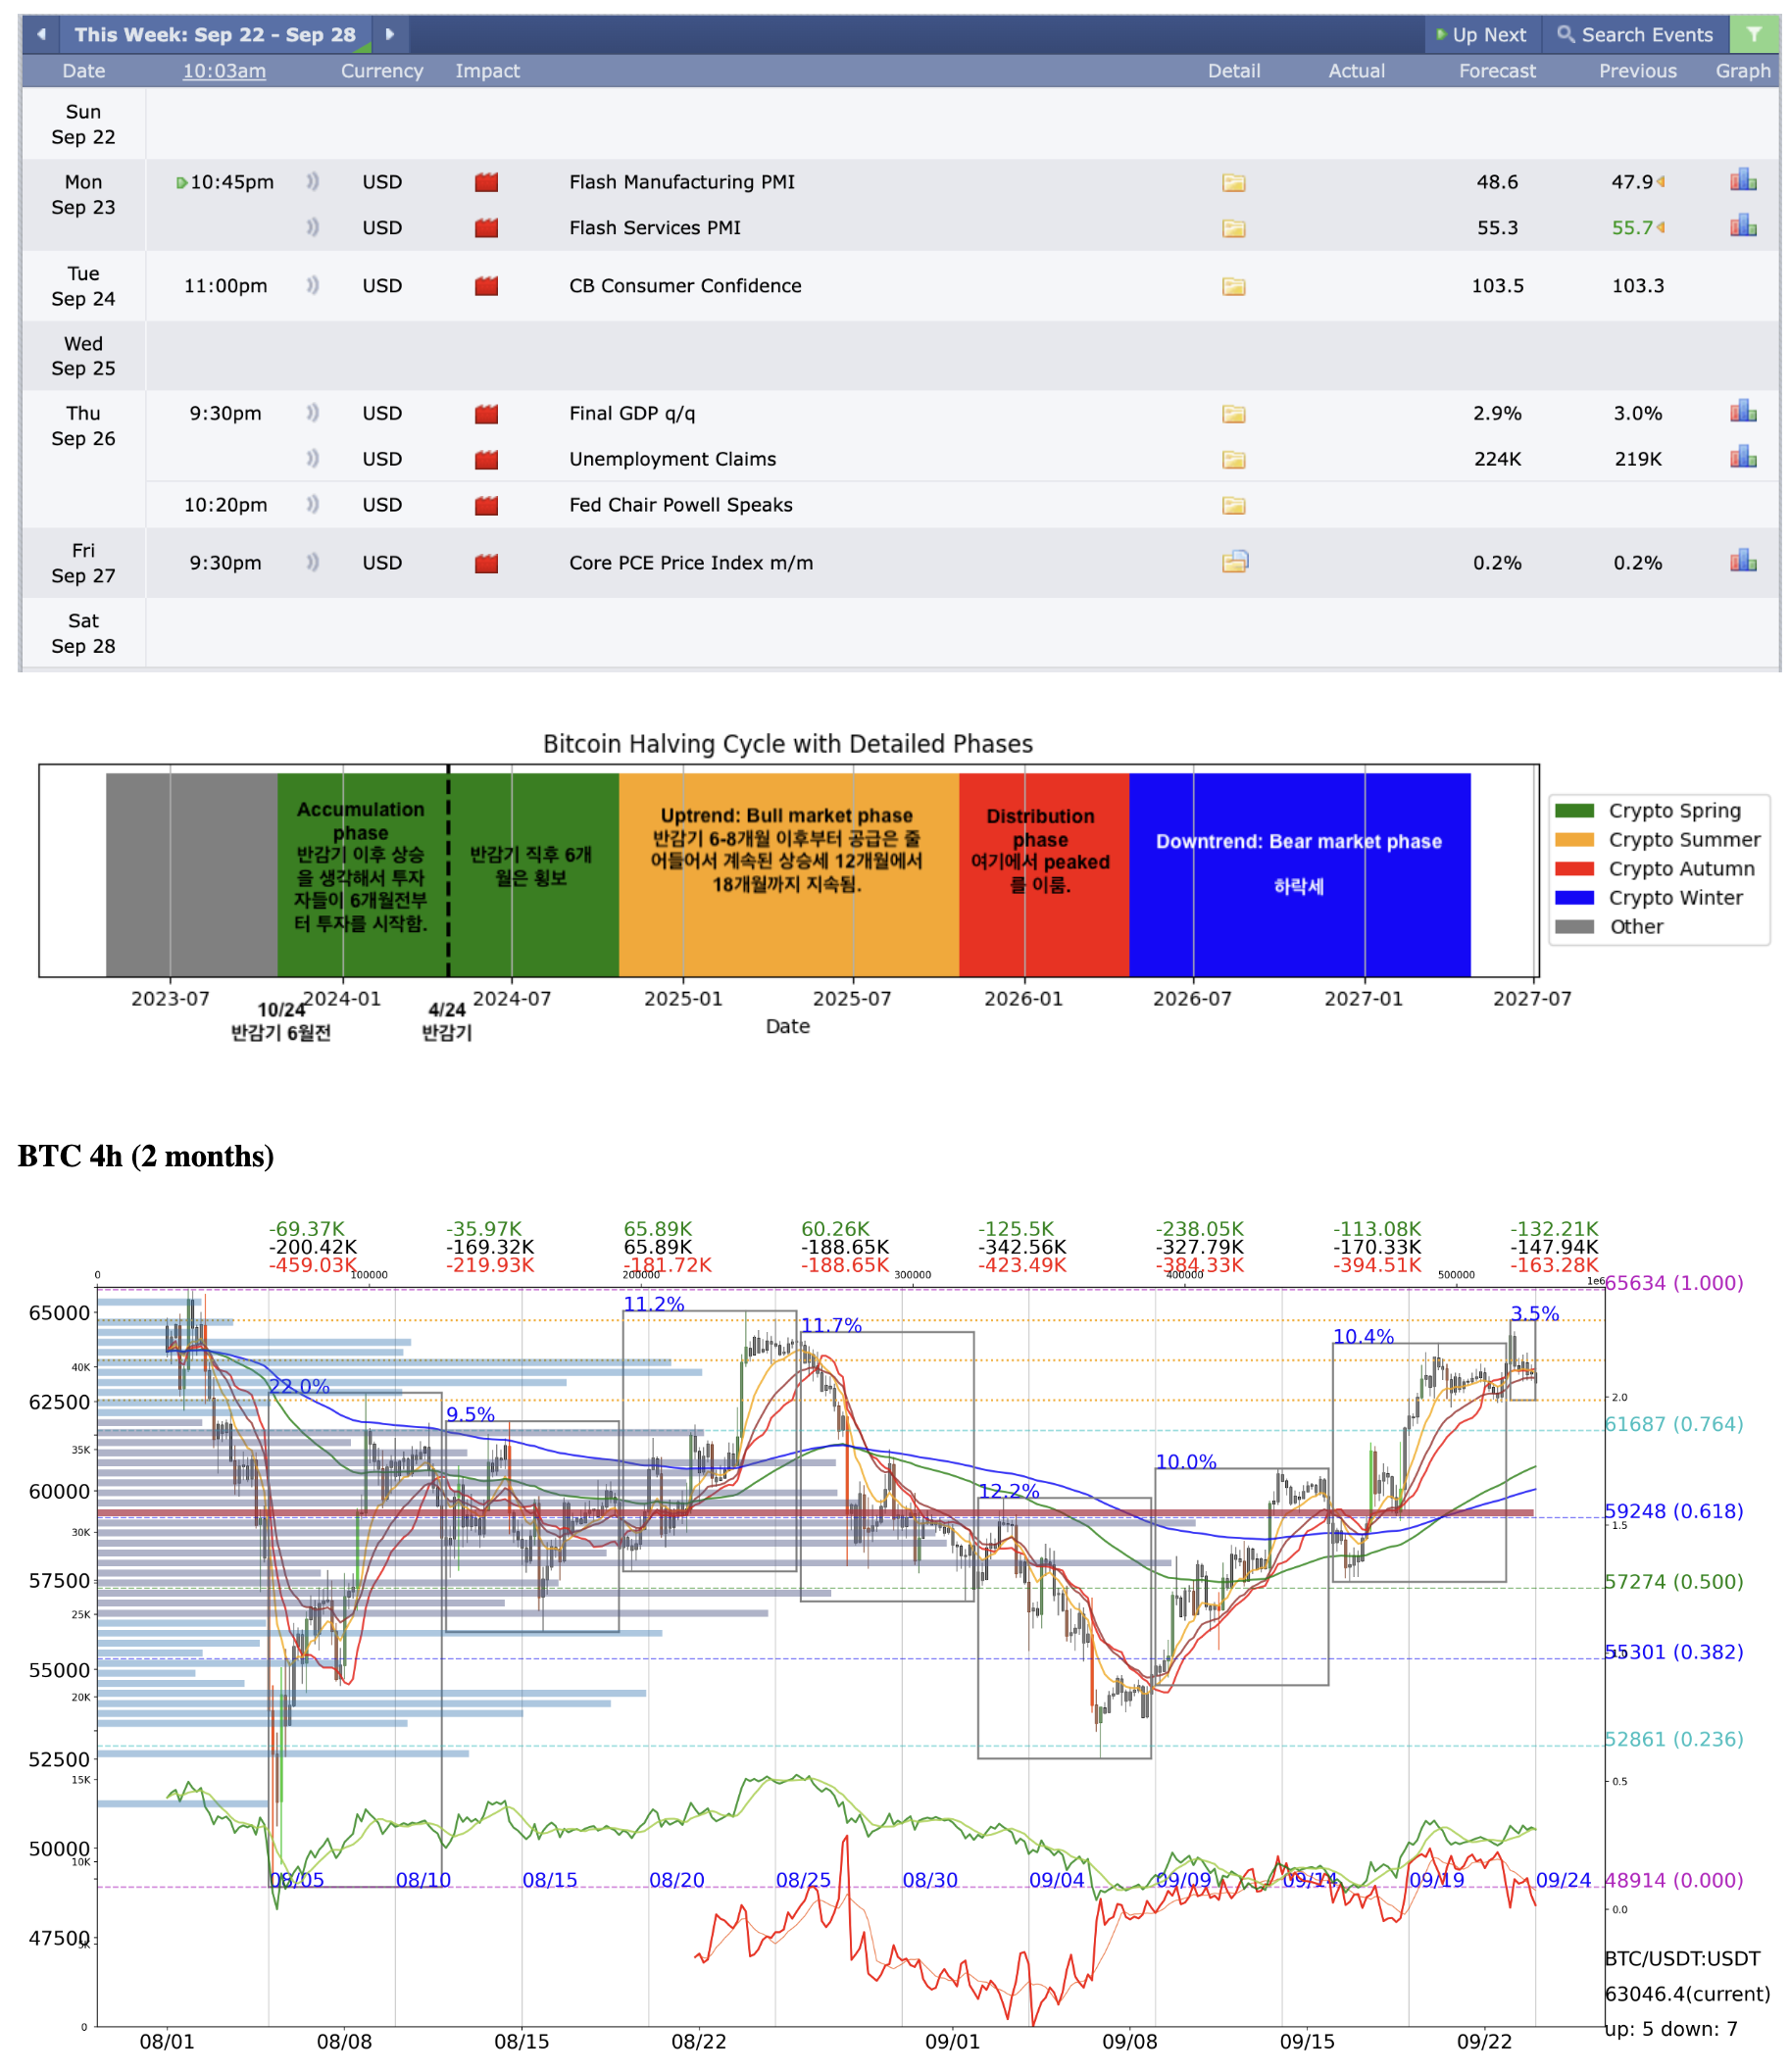 This Week: Sep 22 - Sep 28
Up Next
Search Events
Date 10:03am Currency Impact Detail Actual Forecast Previous Graph
Sun
Sep 22
Mon
Sep 23
10:45pm USD Flash Manufacturing PMI 48.6 47.9
USD Flash Services PMI 55.3 55.7
Tue
Sep 24
11:00pm USD CB Consumer Confidence 103.5 103.3
Wed
Sep 25
Thu
Sep 26
9:30pm USD Final GDP q/q 2.9% 3.0%
USD Unemployment Claims 224K 219K
10:20pm USD Fed Chair Powell Speaks
Fri
Sep 27
9:30pm USD Core PCE Price Index m/m 0.2% 0.2%
Sat
Sep 28
Bitcoin Halving Cycle with Detailed Phases
Accumulation
phase
반감기 이후 상승
을 생각해서 투자
자들이 6개월전부
터 투자를 시작함.
반감기 직후 6개
월은 횡보
Uptrend: Bull market phase
반감기 6-8개월 이후부터 공급은 줄
어들어서 계속된 상승세 12개월에서
18개월까지 지속됨.
Distribution
phase
여기에서 peaked
를 이룸.
Downtrend: Bear market phase
하락세
Crypto Spring
Crypto Summer
Crypto Autumn
Crypto Winter
Other
2023-07 2024-01 2024-07 2025-01 2025-07 2026-01 2026-07 2027-01 2027-07
10/24
반감기 6월전
4/24
반감기
Date
BTC 4h (2 months)
-69.37K -35.97K 65.89K 60.26K -125.5K -238.05K -113.08K -132.21K
-200.42K -169.32K 65.89K -188.65K -342.56K -327.79K -170.33K -147.94K
-459.03K -219.93K -181.72K -188.65K -423.49K -384.33K -394.51K -163.28K
0 100000 200000 300000 400000 500000 1e6
65634 (1.000)
65000
11.2%
3.5%
11.7%
10.4%
40K
22.0%
2.0
62500
9.5%
61687 (0.764)
35K
10.0%
60000
12.2%
59248 (0.618)
30K
1.5
57500
57274 (0.500)
25K
55301 (0.382)
55000
20K
52861 (0.236)
52500
15K
0.5
50000
10K
08/05 08/10 08/15 08/20 08/25 08/30 09/04 09/09 09/14 09/19 09/24
48914 (0.000)
0.0
47500
BTC/USDT:USDT
63046.4(current)
up: 5 down: 7
0
08/01 08/08 08/15 08/22 09/01 09/08 09/15 09/22